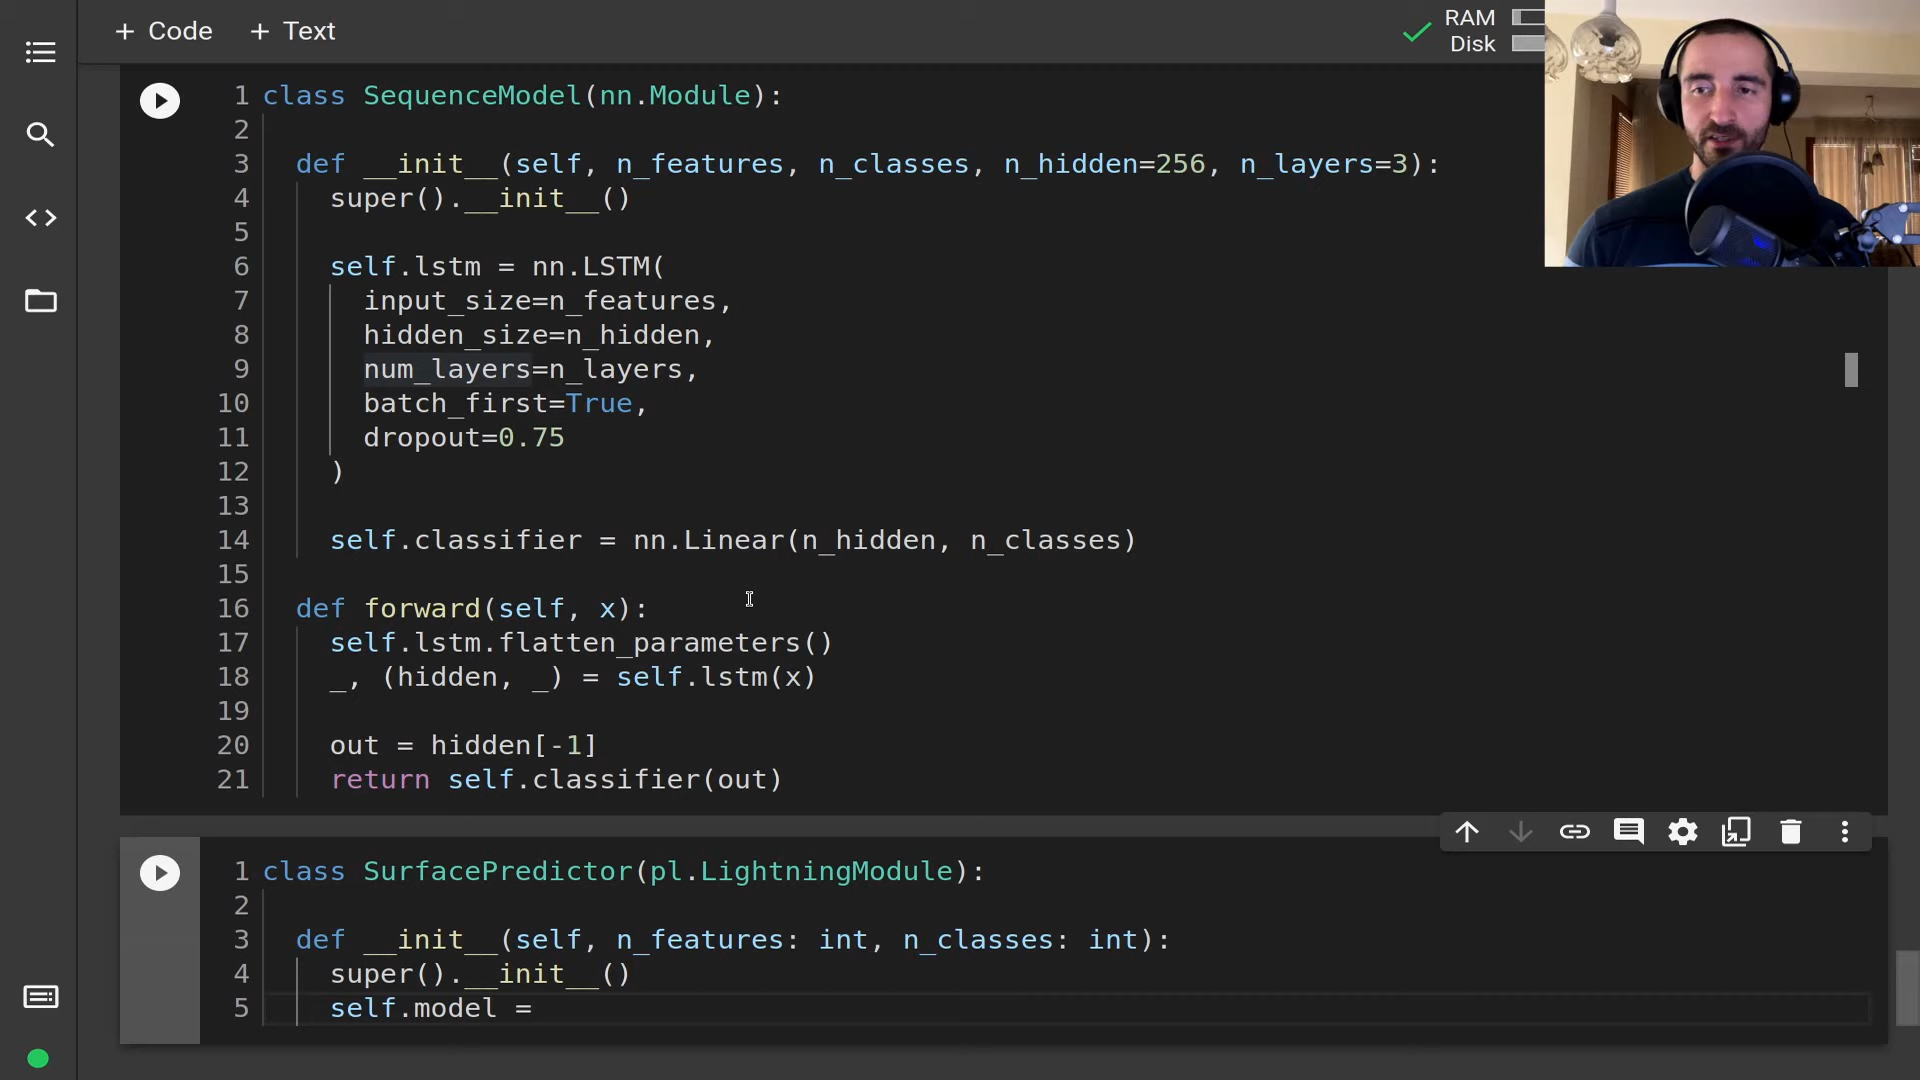 + Code + Text
RAM
Disk
1 class SequenceModel(nn.Module):
2
3 def __init__(self, n_features, n_classes, n_hidden=256, n_layers=3):
4 super().__init__()
5
6 self.lstm = nn.LSTM(
7 input_size=n_features,
8 hidden_size=n_hidden,
9 num_layers=n_layers,
10 batch_first=True,
11 dropout=0.75
12 )
13
14 self.classifier = nn.Linear(n_hidden, n_classes)
15
16 def forward(self, x):
17 self.lstm.flatten_parameters()
18 _, (hidden, _) = self.lstm(x)
19
20 out = hidden[-1]
21 return self.classifier(out)
1 class SurfacePredictor(pl.LightningModule):
2
3 def __init__(self, n_features: int, n_classes: int):
4 super().__init__()
5 self.model =